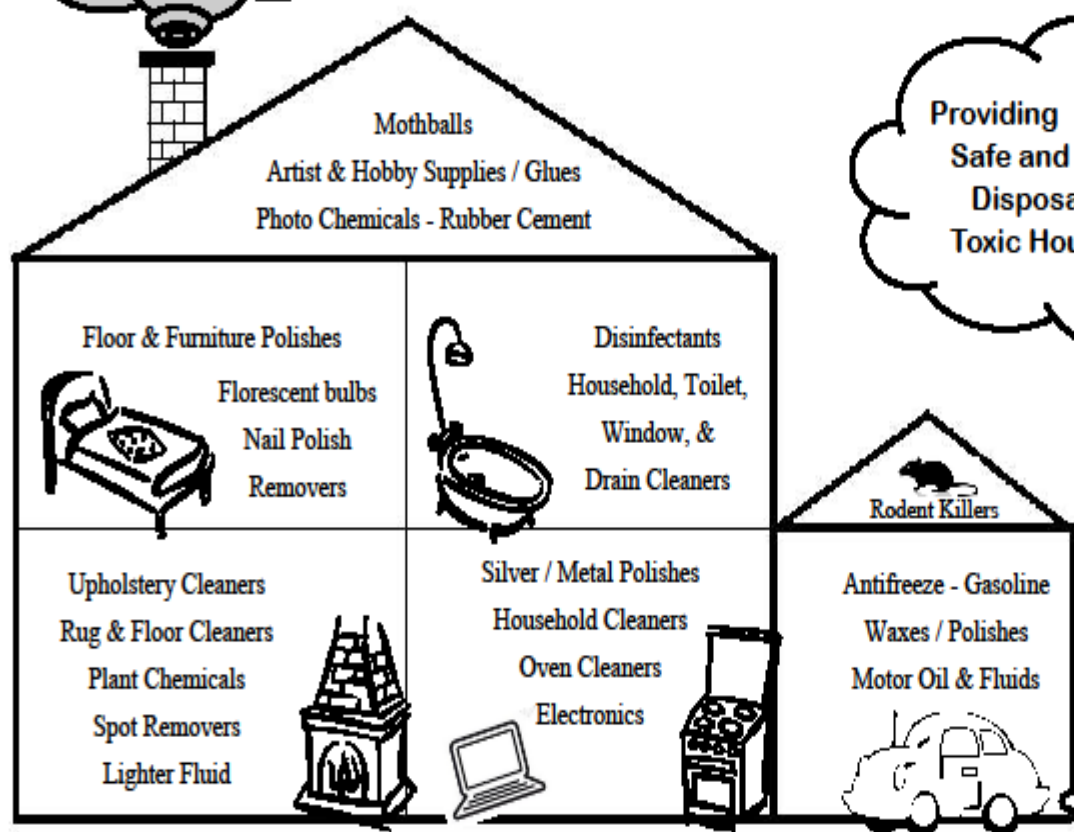 Mothballs
Artist & Hobby Supplies / Glues
Photo Chemicals - Rubber Cement
Providing
Safe and
Toxic
Floor & Furniture Polishes
Florescent bulbs
Nail Polish
Removers
Disinfectants
Household, Toilet,
Window, &
Drain Cleaners
Rodent Killers
Upholstery Cleaners
Rug & Floor Cleaners
Plant Chemicals
Spot Removers
Lighter Fluid
Silver / Metal Polishes
Household Cleaners
Oven Cleaners
Electronics
Antifreeze - Gasoline
Waxes / Polishes
Motor Oil & Fluids